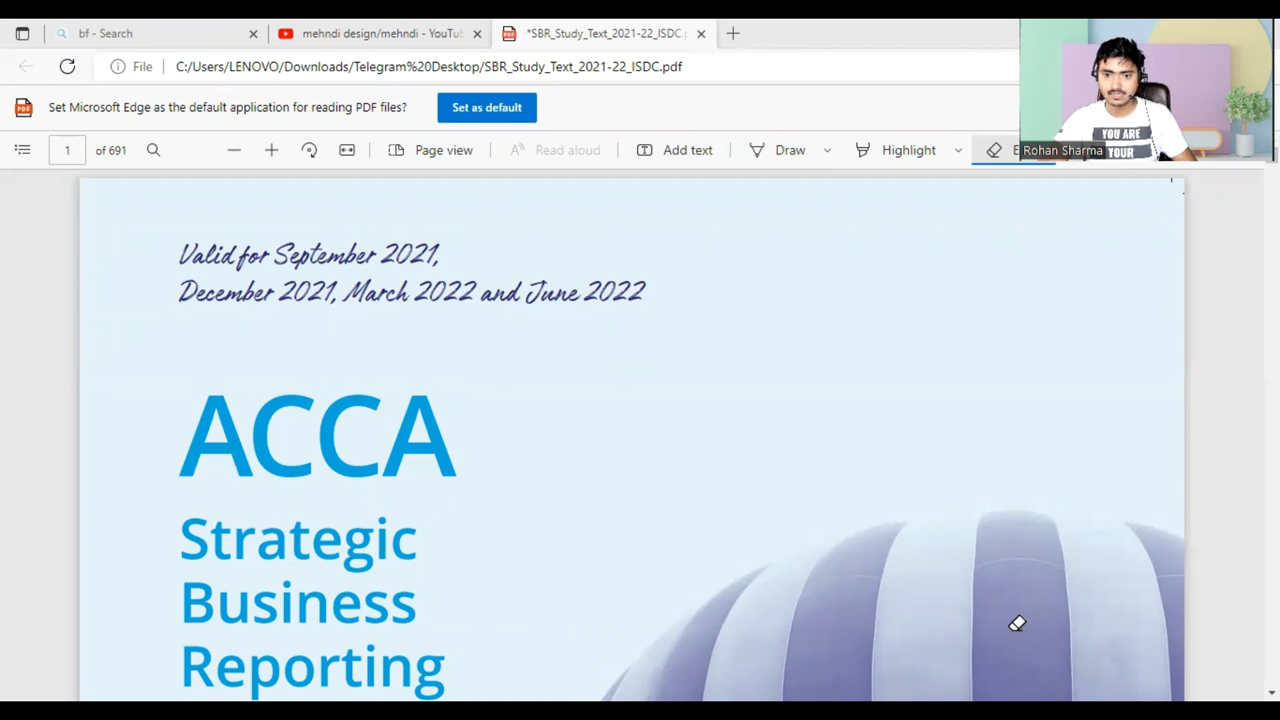 bf - Search
mehndi design/mehndi - YouTu
*SBR_Study_Text_2021-22_ISDC.p
File C:/Users/LENOVO/Downloads/Telegram%20Desktop/SBR_Study_Text_2021-22_ISDC.pdf
Set Microsoft Edge as the default application for reading PDF files? Set as default
1 of 691 Page view Read aloud Add text Draw Highlight E
YOU ARE
YOUR
Rohan Sharma
Valid for September 2021,
December 2021, March 2022 and June 2022
ACCA
Strategic
Business
Reporting